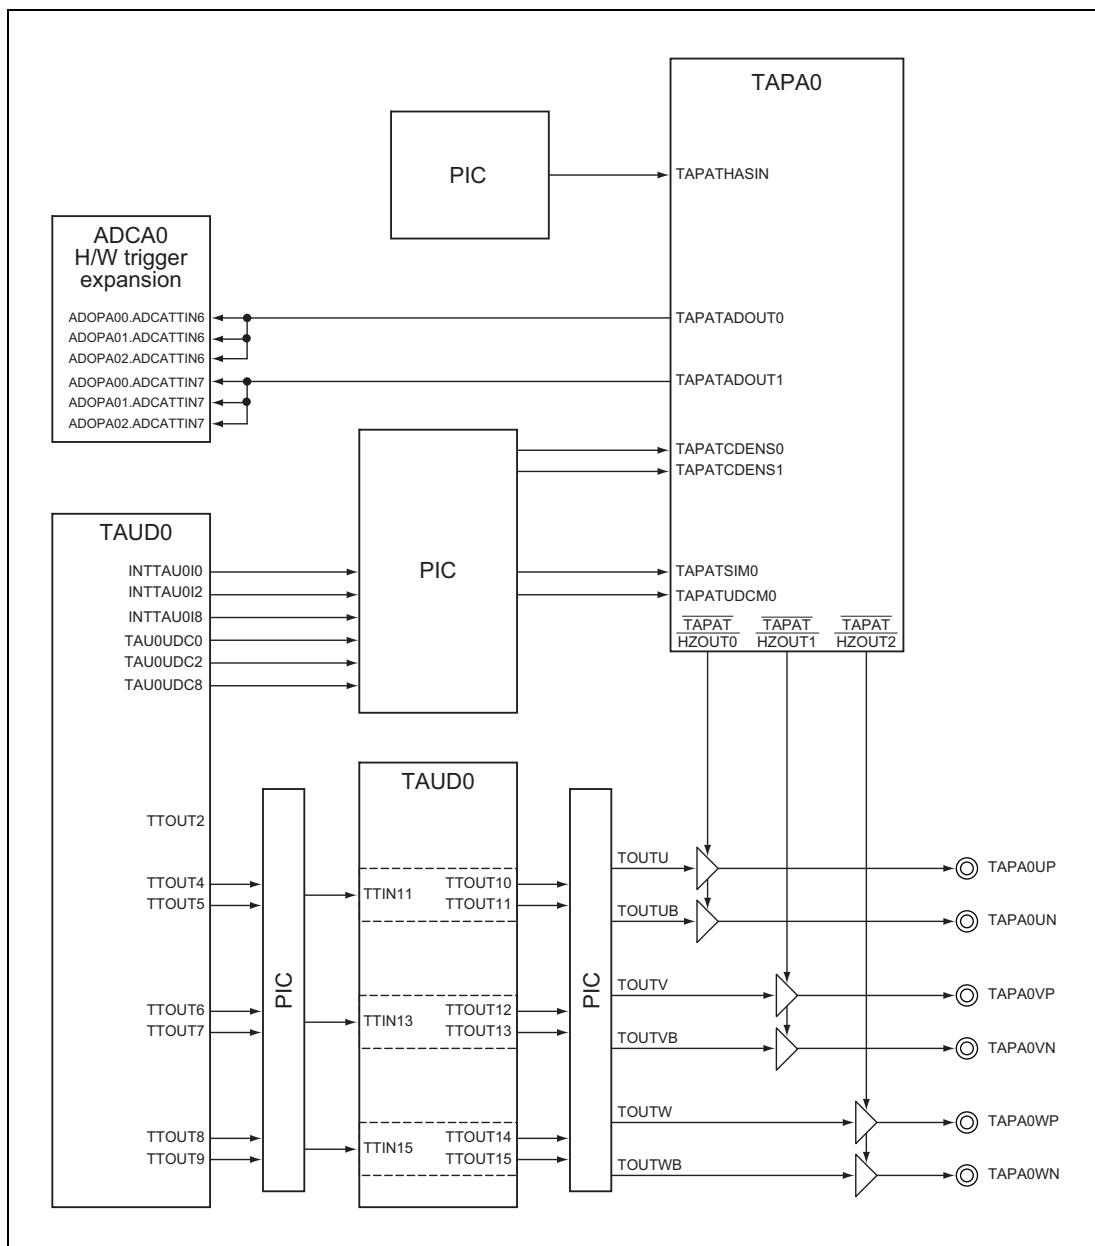 TAPA0
PIC
TAPATHASIN
ADCA0
H/W trigger
expansion
ADOPA00.ADCATTIN6
ADOPA01.ADCATTIN6
ADOPA02.ADCATTIN6
ADOPA00.ADCATTIN7
ADOPA01.ADCATTIN7
ADOPA02.ADCATTIN7
TAPATADOUT0
TAPATADOUT1
TAPATCDENS0
TAPATCDENS1
TAUD0
INTTAU0I0
INTTAU0I2
INTTAU0I8
TAU0UDC0
TAU0UDC2
TAU0UDC8
PIC
TAPATSIM0
TAPATUDCM0
TAPAT
HZOUT0
TAPAT
HZOUT1
TAPAT
HZOUT2
TTOUT2
TTOUT4
TTOUT5
TTOUT6
TTOUT7
TTOUT8
TTOUT9
PIC
TAUD0
TTIN11
TTOUT10
TTOUT11
TTIN13
TTOUT12
TTOUT13
TTIN15
TTOUT14
TTOUT15
PIC
TOUTU
TOUTUB
TOUTV
TOUTVB
TOUTW
TOUTWB
TAPA0UP
TAPA0UN
TAPA0VP
TAPA0VN
TAPA0WP
TAPA0WN